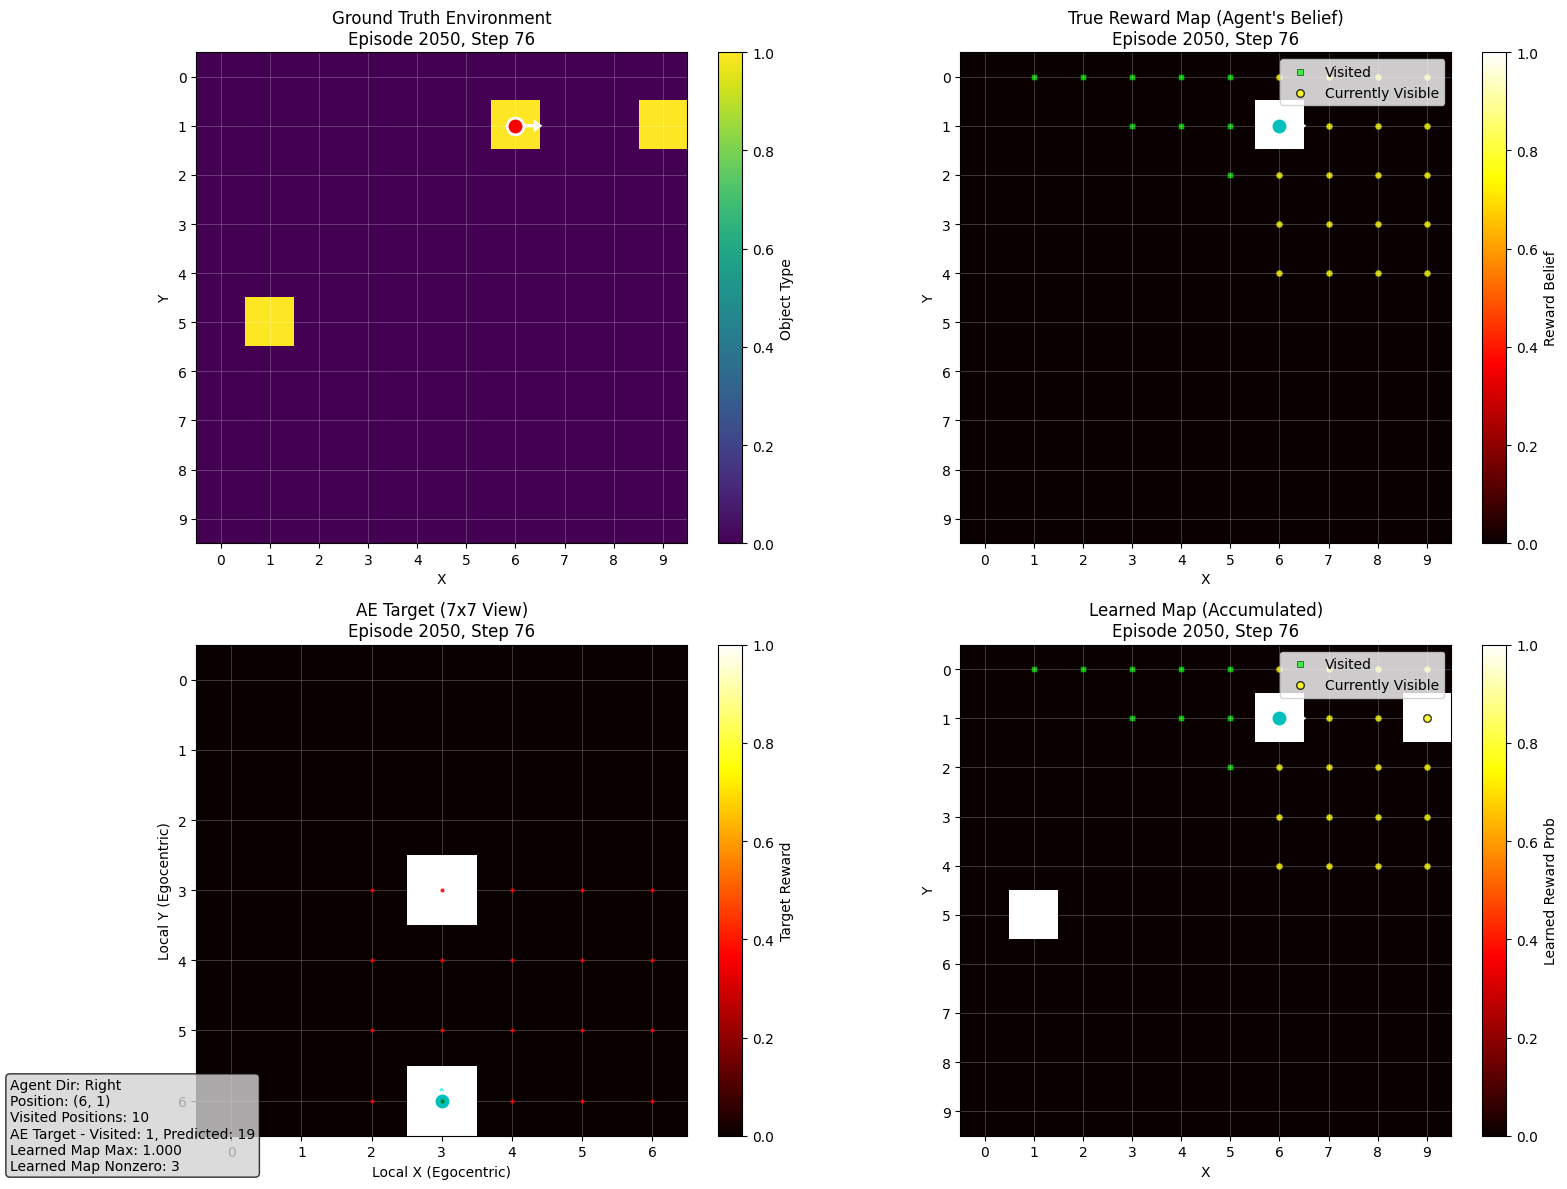 Ground Truth Environment
Episode 2050, Step 76
0
1
2
3
4
5
6
7
8
9
Y
0 1 2 3 4 5 6 7 8 9
X
1.0
0.8
0.6
0.4
0.2
0.0
Object Type
True Reward Map (Agent's Belief)
Episode 2050, Step 76
Visited
Currently Visible
0
1
2
3
4
5
6
7
8
9
Y
0 1 2 3 4 5 6 7 8 9
X
1.0
0.8
0.6
0.4
0.2
0.0
Reward Belief
AE Target (7x7 View)
Episode 2050, Step 76
0
1
2
3
4
5
6
Local Y (Egocentric)
0 1 2 3 4 5 6
Local X (Egocentric)
1.0
0.8
0.6
0.4
0.2
0.0
Target Reward
Agent Dir: Right
Position: (6, 1)
Visited Positions: 10
AE Target - Visited: 1, Predicted: 19
Learned Map Max: 1.000
Learned Map Nonzero: 3
Learned Map (Accumulated)
Episode 2050, Step 76
Visited
Currently Visible
0
1
2
3
4
5
6
7
8
9
Y
0 1 2 3 4 5 6 7 8 9
X
1.0
0.8
0.6
0.4
0.2
0.0
Learned Reward Prob